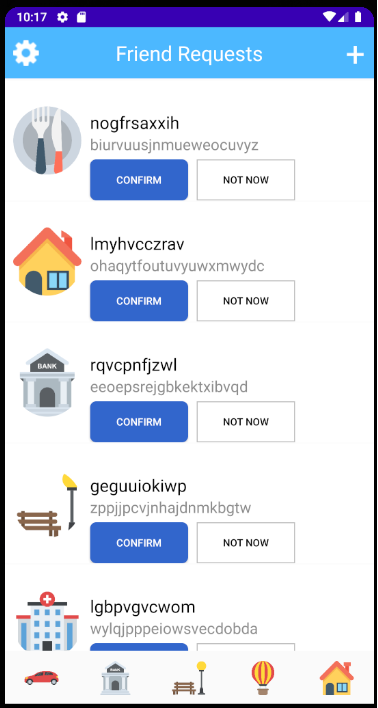 10:17
Friend Requests
nogfrsaxxih
biurvuusjnmueweocuvyz
CONFIRM NOT NOW
lmyhvcczrav
ohaqytfoutuvyuwxmwydc
CONFIRM NOT NOW
BANK
rqvcpnfjzwl
eeoepsrejgbkektxibvqd
CONFIRM NOT NOW
geguuiokiwp
zppjjpcvjnhajdnmkbgtw
CONFIRM NOT NOW
lgbpvgvcwom
wylqjpppeiowsvecdobda
BANK